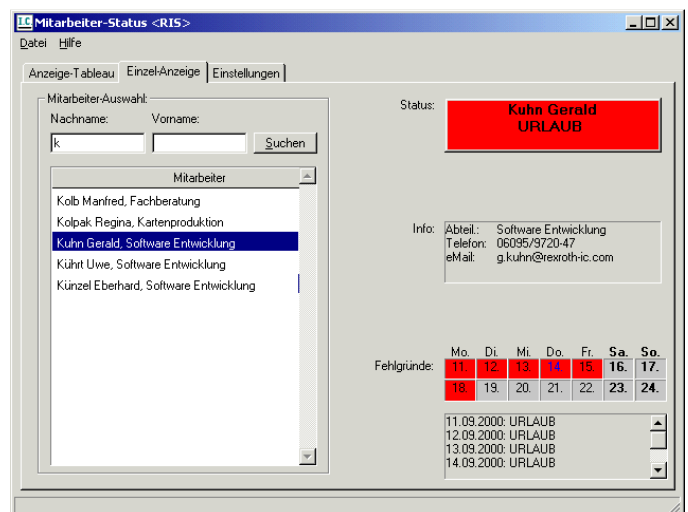 I.C. Mitarbeiter-Status <RIS>
Datei Hilfe
Anzeige-Tableau Einzel-Anzeige Einstellungen
Mitarbeiter-Auswahl:
Nachname: Vorname:
k Suchen
Mitarbeiter
Kolb Manfred, Fachberatung
Kolpak Regina, Kartenproduktion
Kuhn Gerald, Software Entwicklung
Kührt Uwe, Software Entwicklung
Künzel Eberhard, Software Entwicklung
Status: Kuhn Gerald
URLAUB
Info: Abteil.: Software Entwicklung
Telefon: 06095/9720-47
eMail: g.kuhn@rexroth-ic.com
Mo. Di. Mi. Do. Fr. Sa. So.
Fehlgründe: 11. 12. 13. 14. 15. 16. 17.
18. 19. 20. 21. 22. 23. 24.
11.09.2000: URLAUB
12.09.2000: URLAUB
13.09.2000: URLAUB
14.09.2000: URLAUB